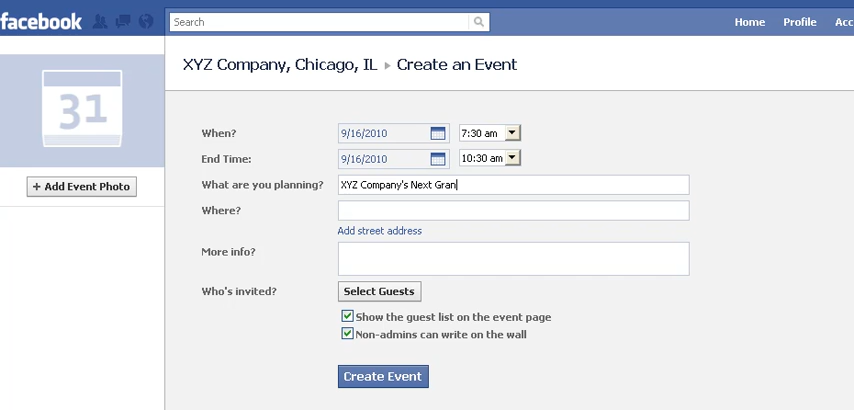 facebook Search Home Profile Acc
XYZ Company, Chicago, IL ▸ Create an Event
31
When? 9/16/2010 7:30 am
End Time: 9/16/2010 10:30 am
+ Add Event Photo
What are you planning? XYZ Company's Next Gran
Where?
Add street address
More info?
Who's invited? Select Guests
Show the guest list on the event page
Non-admins can write on the wall
Create Event